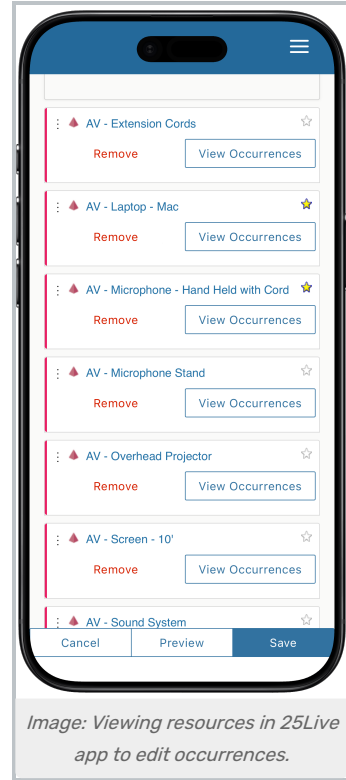 AV - Extension Cords
Remove
View Occurrences
AV - Laptop - Mac
Remove
View Occurrences
AV - Microphone - Hand Held with Cord
Remove
View Occurrences
AV - Microphone Stand
Remove
View Occurrences
AV - Overhead Projector
Remove
View Occurrences
AV - Screen - 10'
Remove
View Occurrences
AV - Sound System
Cancel
Preview
Save
Image: Viewing resources in 25Live
app to edit occurrences.